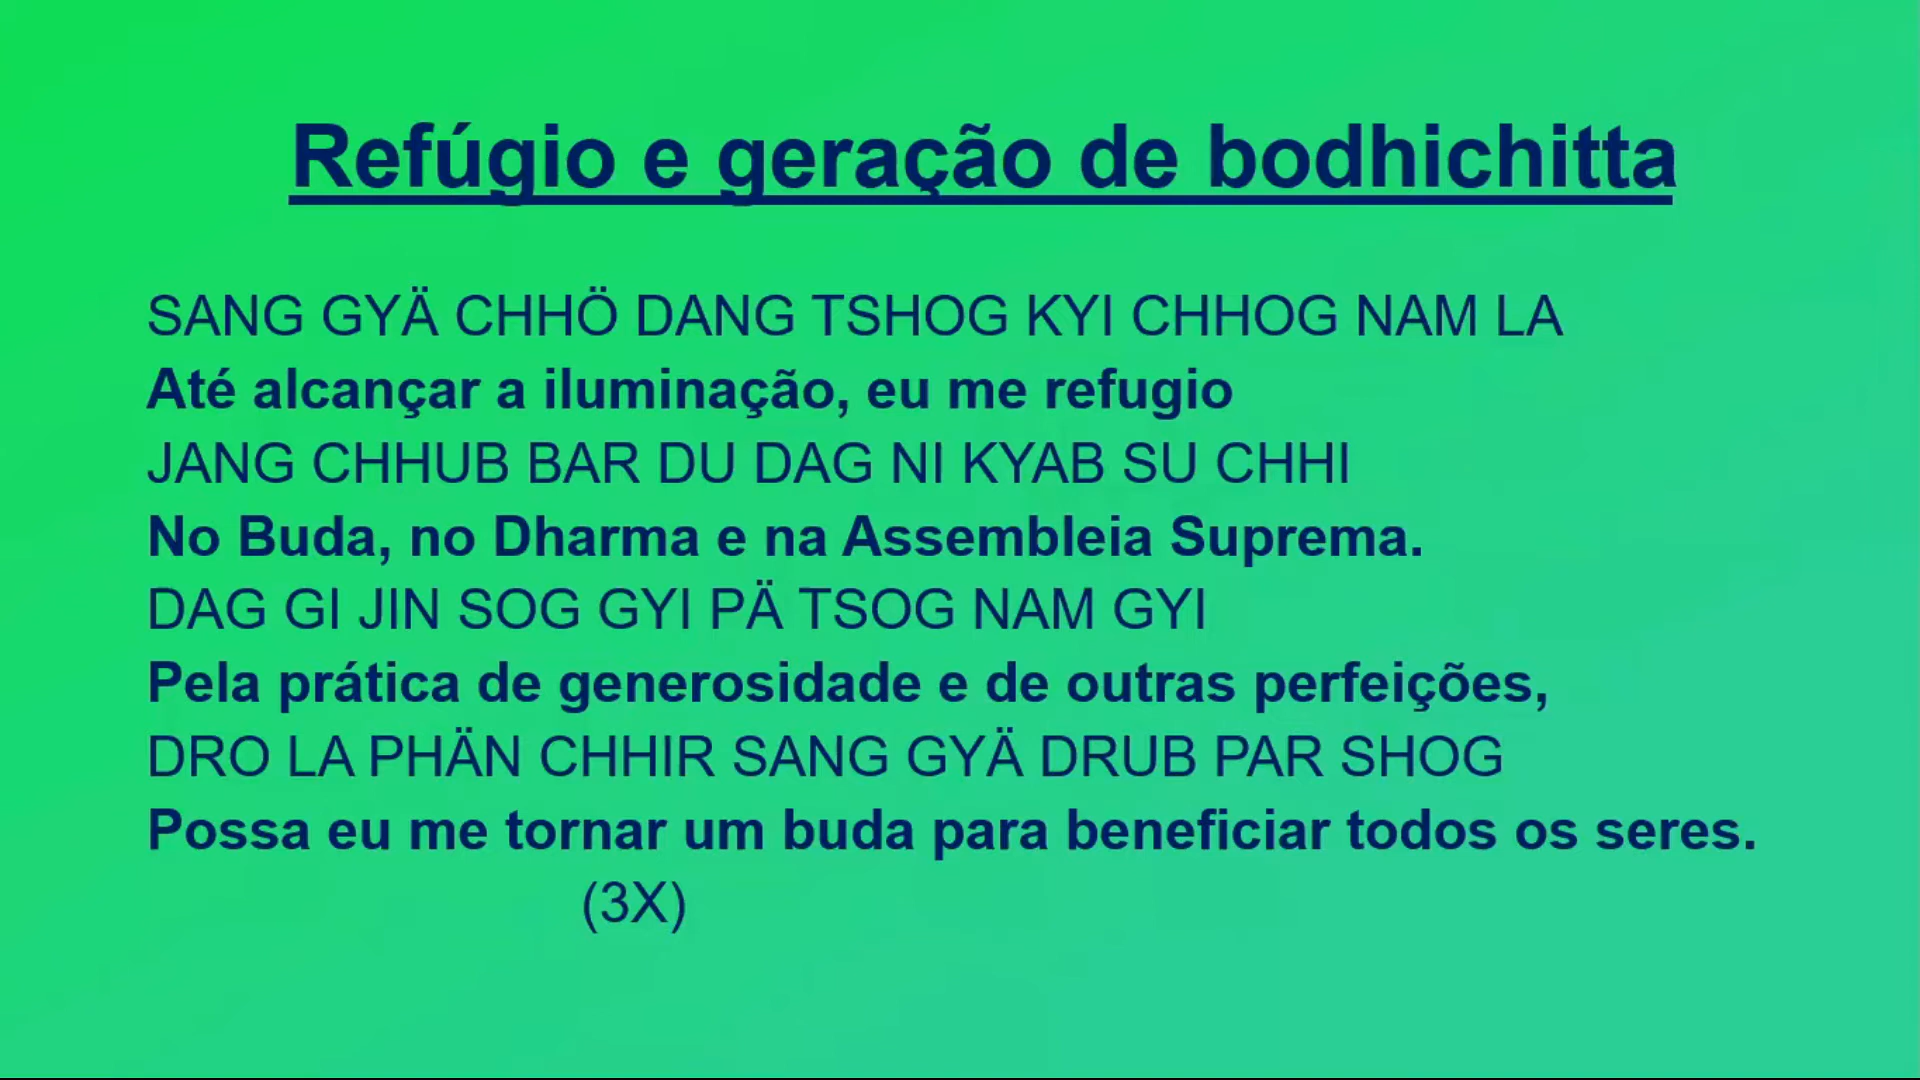 Refúgio e geração de bodhichitta
SANG GYÄ CHHÖ DANG TSHOG KYI CHHOG NAM LA
Até alcançar a iluminação, eu me refugio
JANG CHHUB BAR DU DAG NI KYAB SU CHHI
No Buda, no Dharma e na Assembleia Suprema.
DAG GI JIN SOG GYI PÄ TSOG NAM GYI
Pela prática de generosidade e de outras perfeições,
DRO LA PHÄN CHHIR SANG GYÄ DRUB PAR SHOG
Possa eu me tornar um buda para beneficiar todos os seres.
(3X)